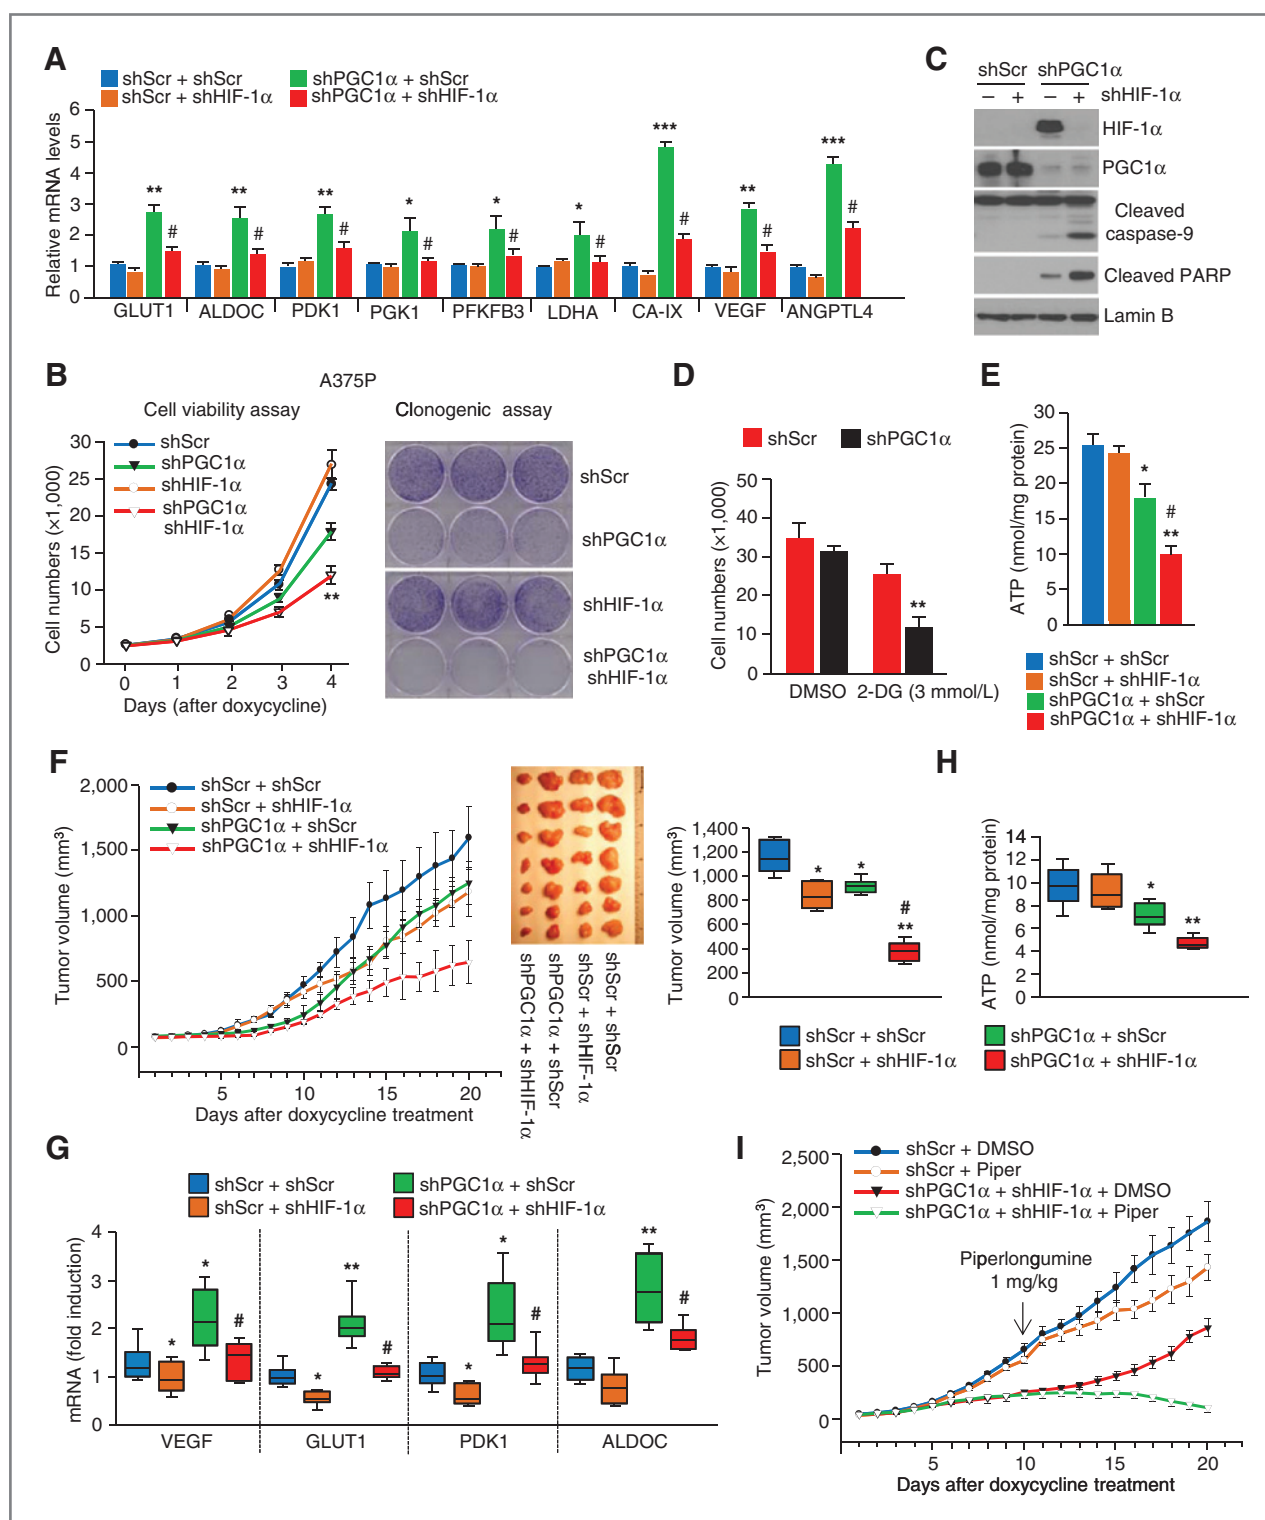 A
shScr + shScr
shPGC1α + shScr
shScr + shHIF-1α
shPGC1α + shHIF-1α
Relative mRNA levels
6
5
4
3
2
1
0
** ** ** * * * *** ** ***
# # # # # # # # #
GLUT1 ALDOC PDK1 PGK1 PFKFB3 LDHA CA-IX VEGF ANGPTL4
C
shScr shPGC1α
− + − + shHIF-1α
HIF-1α
PGC1α
Cleaved
caspase-9
Cleaved PARP
Lamin B
B
A375P
Cell viability assay
Clonogenic assay
shScr
shPGC1α
shHIF-1α
shPGC1α
shHIF-1α
Cell numbers (×1,000)
30
25
20
15
10
5
0
**
0 1 2 3 4
Days (after doxycycline)
shScr
shPGC1α
shHIF-1α
shPGC1α
shHIF-1α
D
shScr
shPGC1α
Cell numbers (×1,000)
50
40
30
20
10
0
**
DMSO 2-DG (3 mmol/L)
E
ATP (nmol/mg protein)
30
25
20
15
10
5
0
*
#
**
shScr + shScr
shScr + shHIF-1α
shPGC1α + shScr
shPGC1α + shHIF-1α
F
shScr + shScr
shScr + shHIF-1α
shPGC1α + shScr
shPGC1α + shHIF-1α
Tumor volume (mm³)
2,000
1,500
1,000
500
0
5 10 15 20
Days after doxycycline treatment
shPGC1α + shHIF-1α
shPGC1α + shScr
shScr + shHIF-1α
shScr + shScr
Tumor volume (mm³)
1,400
1,200
1,000
800
600
400
200
0
* *
#
**
H
ATP (nmol/mg protein)
14
12
10
8
6
4
2
0
*
**
shScr + shScr
shPGC1α + shScr
shScr + shHIF-1α
shPGC1α + shHIF-1α
G
shScr + shScr
shPGC1α + shScr
shScr + shHIF-1α
shPGC1α + shHIF-1α
mRNA (fold induction)
4
3
2
1
0
* * #
* ** #
* * #
** #
VEGF GLUT1 PDK1 ALDOC
I
shScr + DMSO
shScr + Piper
shPGC1α + shHIF-1α + DMSO
shPGC1α + shHIF-1α + Piper
Tumor volume (mm³)
2,500
2,000
1,500
1,000
500
0
Piperlongumine
1 mg/kg
5 10 15 20
Days after doxycycline treatment